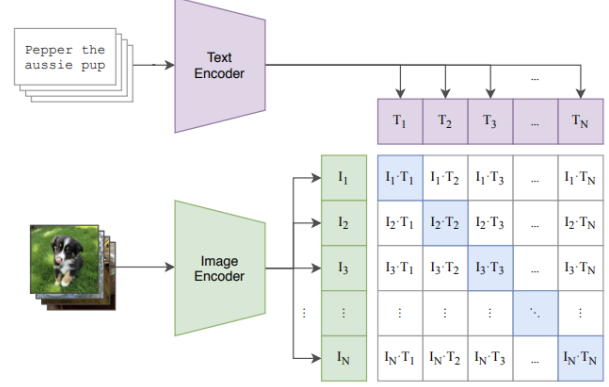 Pepper the
aussie pup
Text
Encoder
...
T1 T2 T3 ... TN
I1 I1·T1 I1·T2 I1·T3 ... I1·TN
I2 I2·T1 I2·T2 I2·T3 ... I2·TN
Image
Encoder
I3 I3·T1 I3·T2 I3·T3 ... I3·TN
⋮ ⋮ ⋮ ⋮ ⋮ ⋱ ⋮
IN IN·T1 IN·T2 IN·T3 ... IN·TN